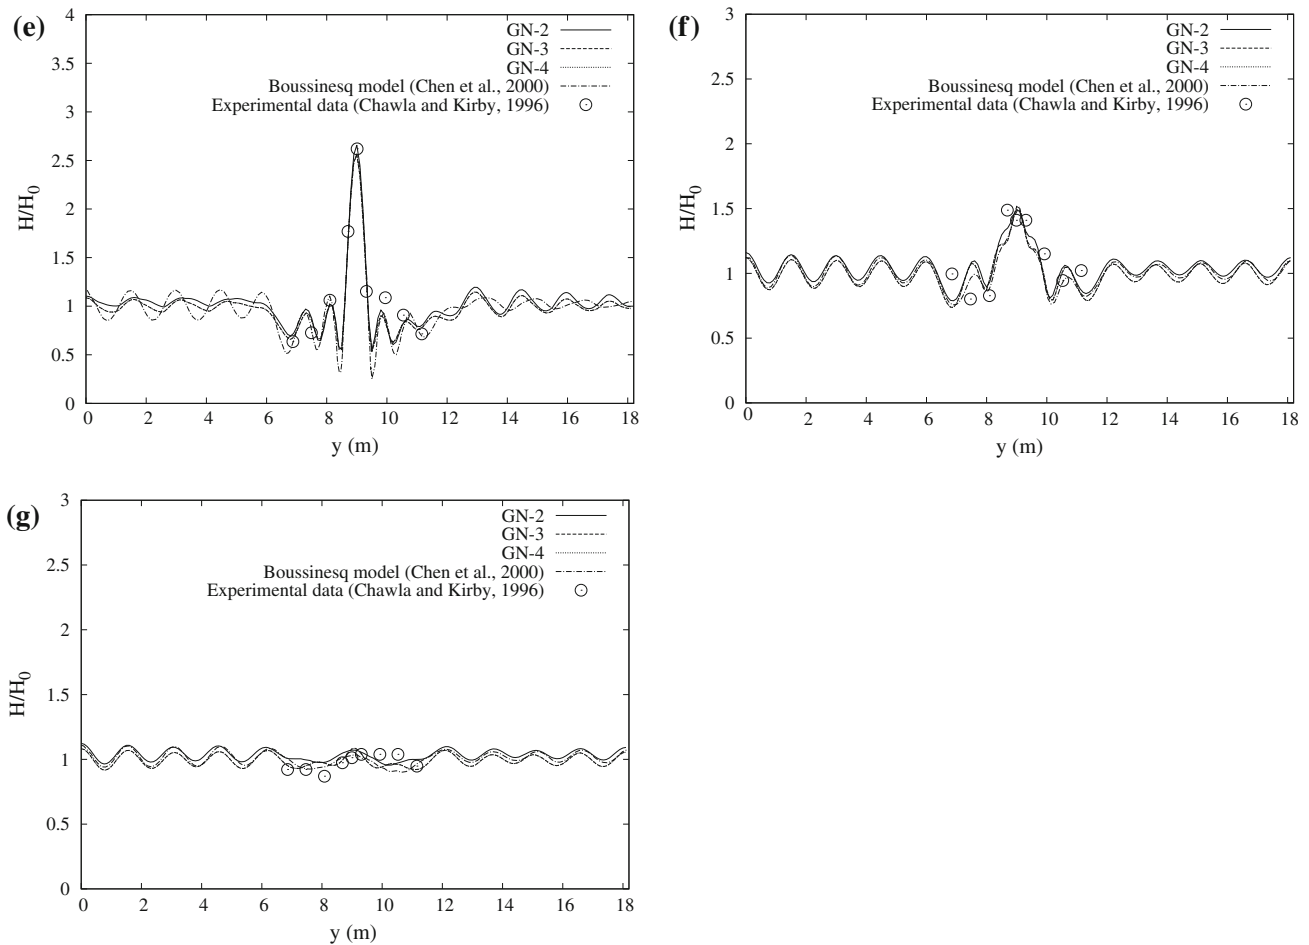 (e)
4
3.5
3
2.5
2
1.5
1
0.5
0
H/H0
GN-2
GN-3
GN-4
Boussinesq model (Chen et al., 2000)
Experimental data (Chawla and Kirby, 1996)
0 2 4 6 8 10 12 14 16 18
y (m)
(f)
3
2.5
2
1.5
1
0.5
0
H/H0
GN-2
GN-3
GN-4
Boussinesq model (Chen et al., 2000)
Experimental data (Chawla and Kirby, 1996)
0 2 4 6 8 10 12 14 16 18
y (m)
(g)
3
2.5
2
1.5
1
0.5
0
H/H0
GN-2
GN-3
GN-4
Boussinesq model (Chen et al., 2000)
Experimental data (Chawla and Kirby, 1996)
0 2 4 6 8 10 12 14 16 18
y (m)